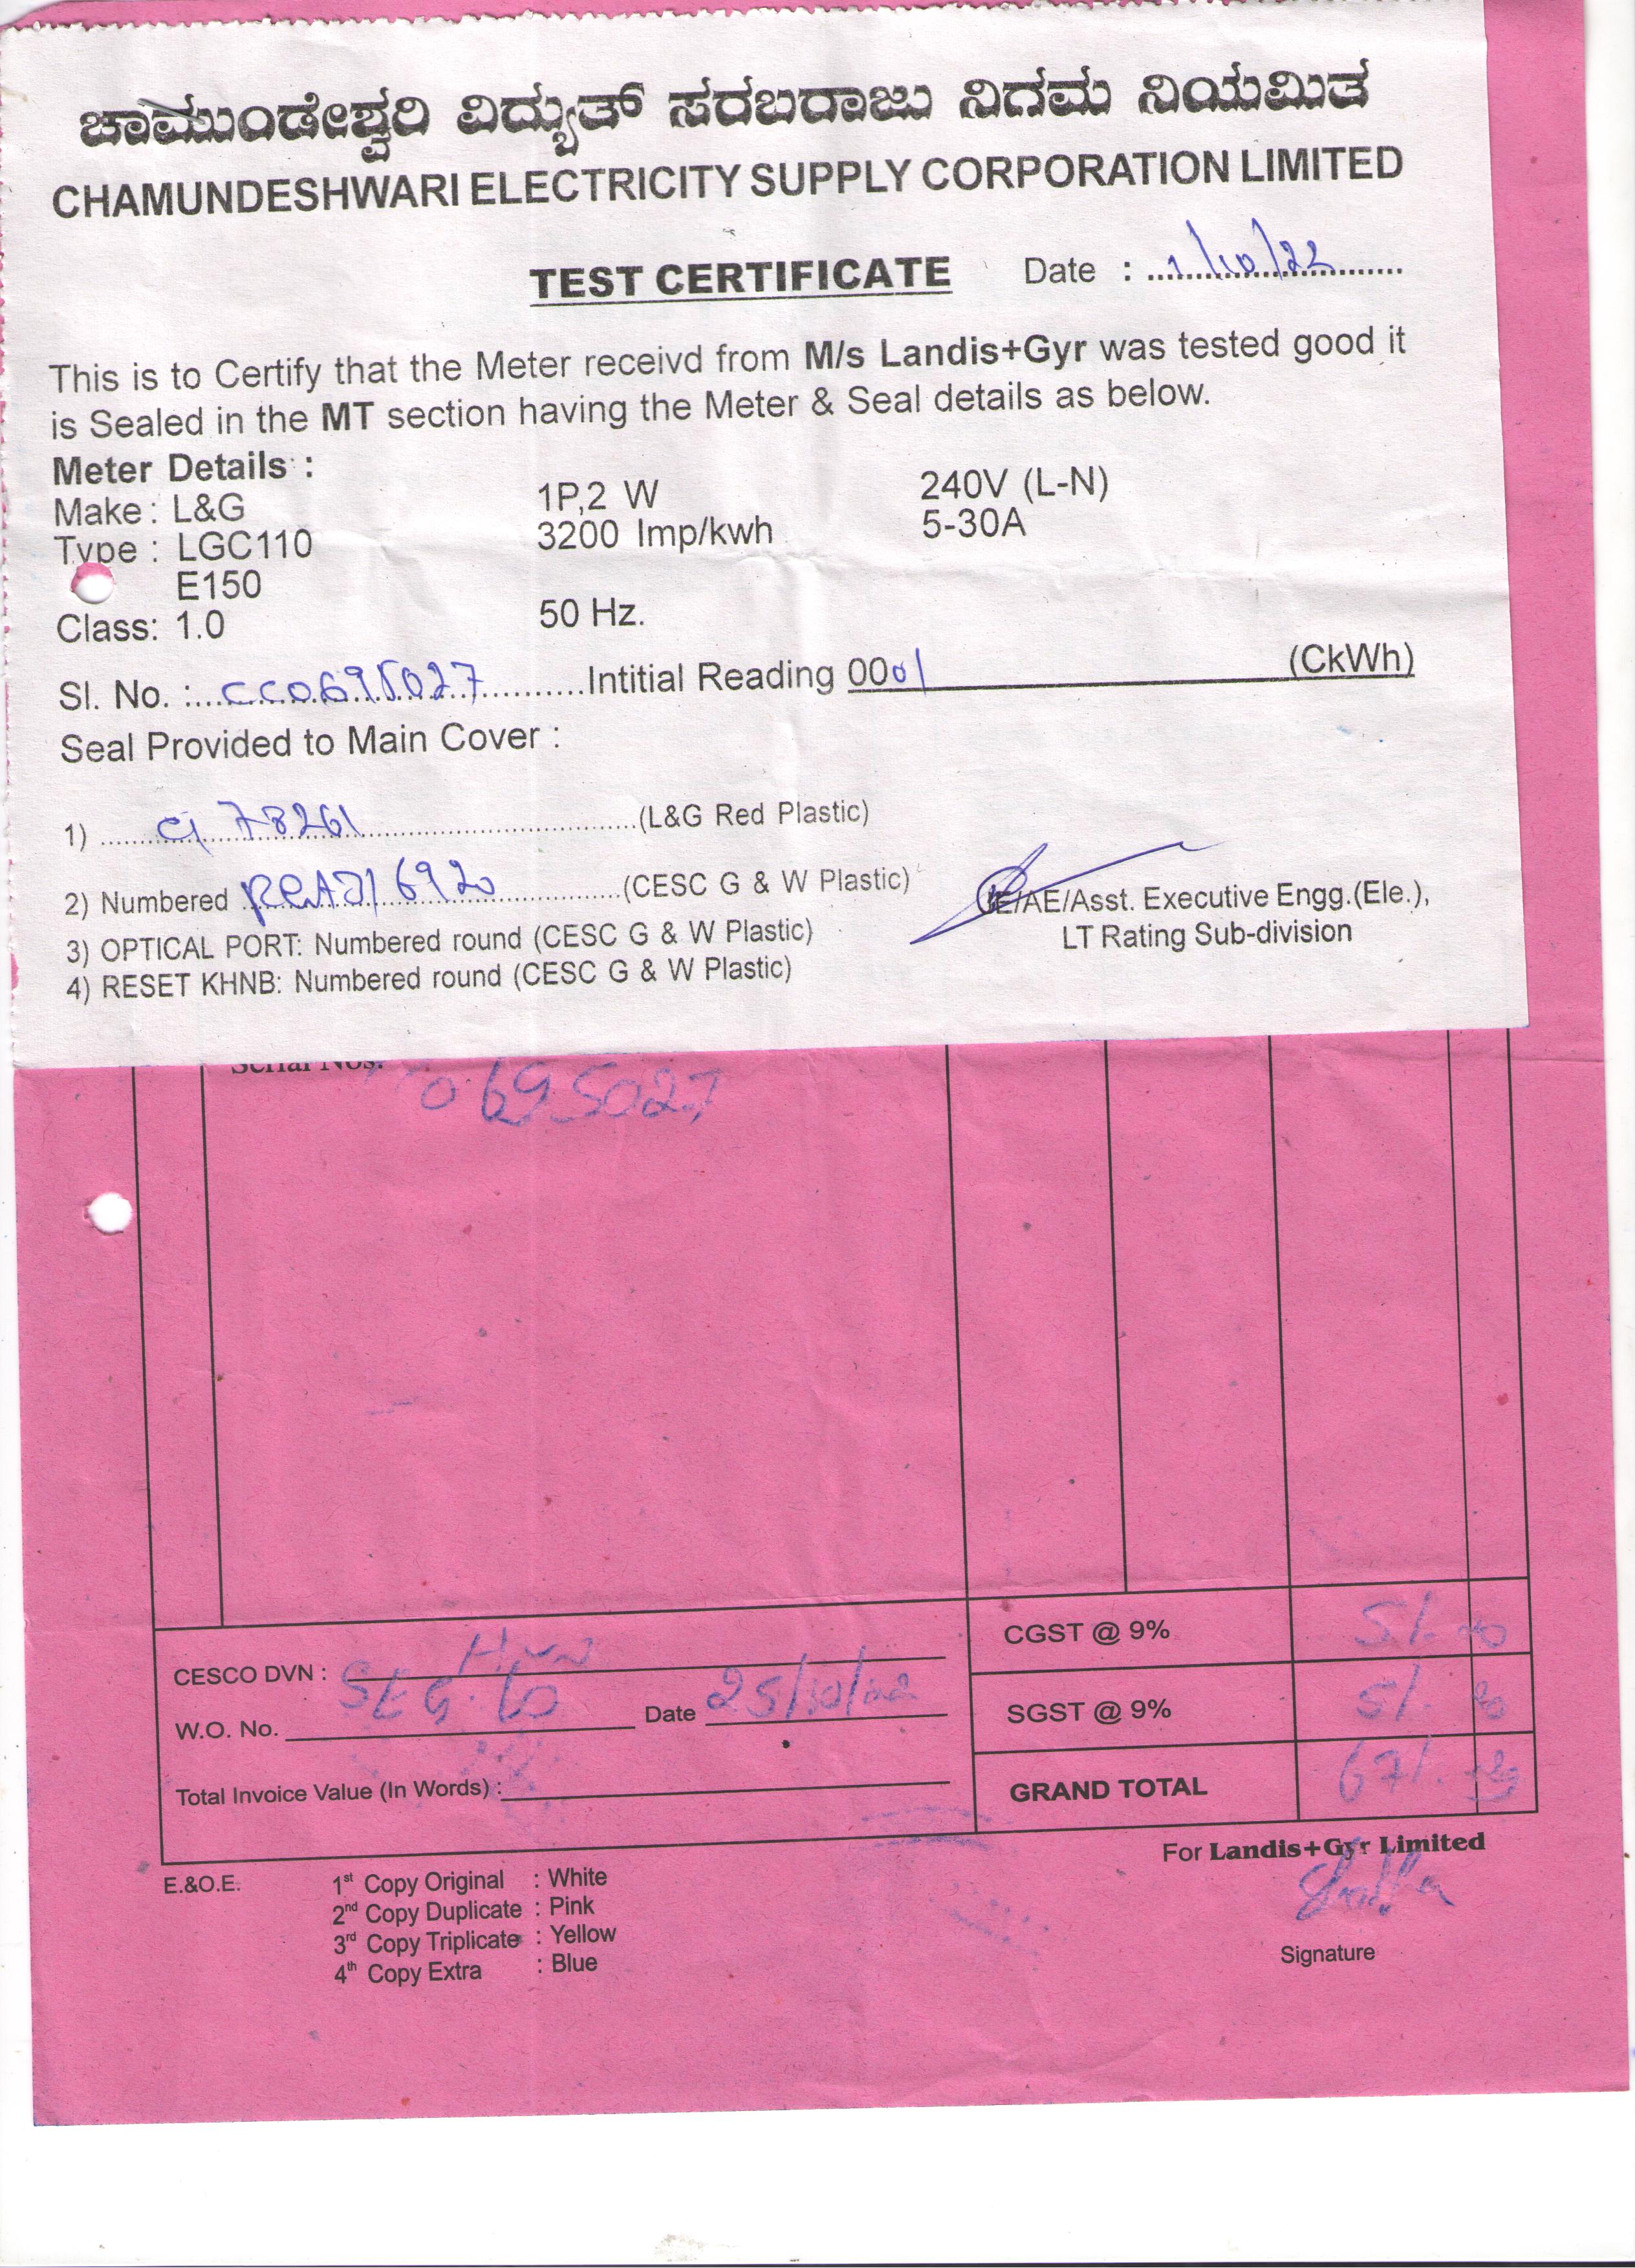 ಚಾಮುಂಡೇಶ್ವರಿ ವಿದ್ಯುತ್ ಸರಬರಾಜು ನಿಗಮ ನಿಯಮಿತ
CHAMUNDESHWARI ELECTRICITY SUPPLY CORPORATION LIMITED
TEST CERTIFICATE Date : 1/10/22
This is to Certify that the Meter receivd from M/s Landis+Gyr was tested good it
is Sealed in the MT section having the Meter & Seal details as below.
Meter Details :
Make : L&G 1P,2 W 240V (L-N)
Type : LGC110 3200 Imp/kwh 5-30A
E150
Class: 1.0 50 Hz.
Sl. No. : CC0695027 Intitial Reading 0001 (CkWh)
Seal Provided to Main Cover :
1) 78261 (L&G Red Plastic)
2) Numbered (CESC G & W Plastic)
JE/AE/Asst. Executive Engg.(Ele.),
3) OPTICAL PORT: Numbered round (CESC G & W Plastic)
LT Rating Sub-division
4) RESET KHNB: Numbered round (CESC G & W Plastic)
Serial Nos.
0695027
CGST @ 9% 51.
CESCO DVN :
W.O. No. Date 25/10/22
SGST @ 9% 51.
Total Invoice Value (In Words) :
GRAND TOTAL 671.
For Landis+Gyr Limited
E.&O.E. 1st Copy Original : White
2nd Copy Duplicate : Pink
3rd Copy Triplicate : Yellow
4th Copy Extra : Blue
Signature